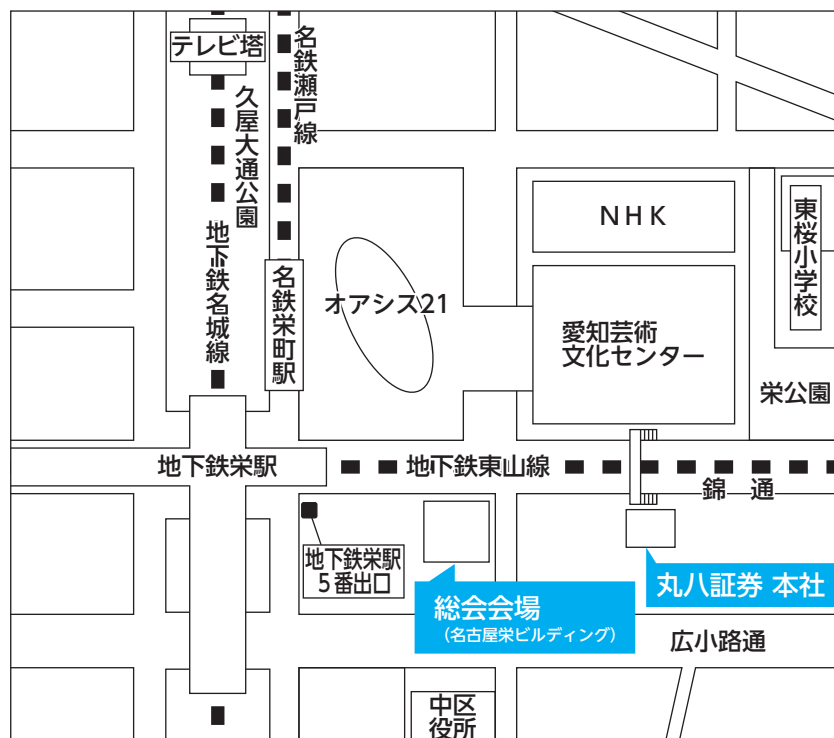 テレビ塔
名鉄瀬戸線
久屋大通公園
地下鉄名城線
名鉄栄町駅
オアシス21
NHK
東桜小学校
愛知芸術
文化センター
栄公園
地下鉄栄駅
地下鉄東山線
錦 通
地下鉄栄駅
5番出口
総会会場
（名古屋栄ビルディング）
丸八証券 本社
広小路通
中区
役所